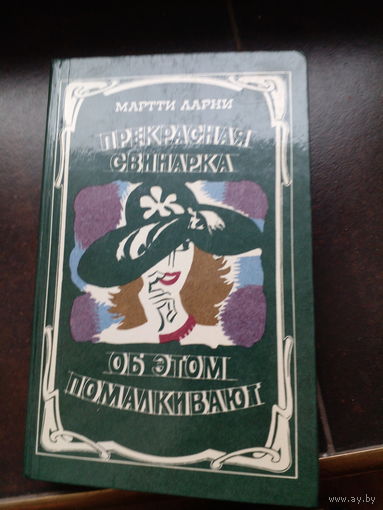 МАРТТИ ЛАРНИ
ПРЕКРАСНАЯ
СВИНАРКА
ОБ ЭТОМ
ПОМАЛКИВАЮТ
www.ay.by